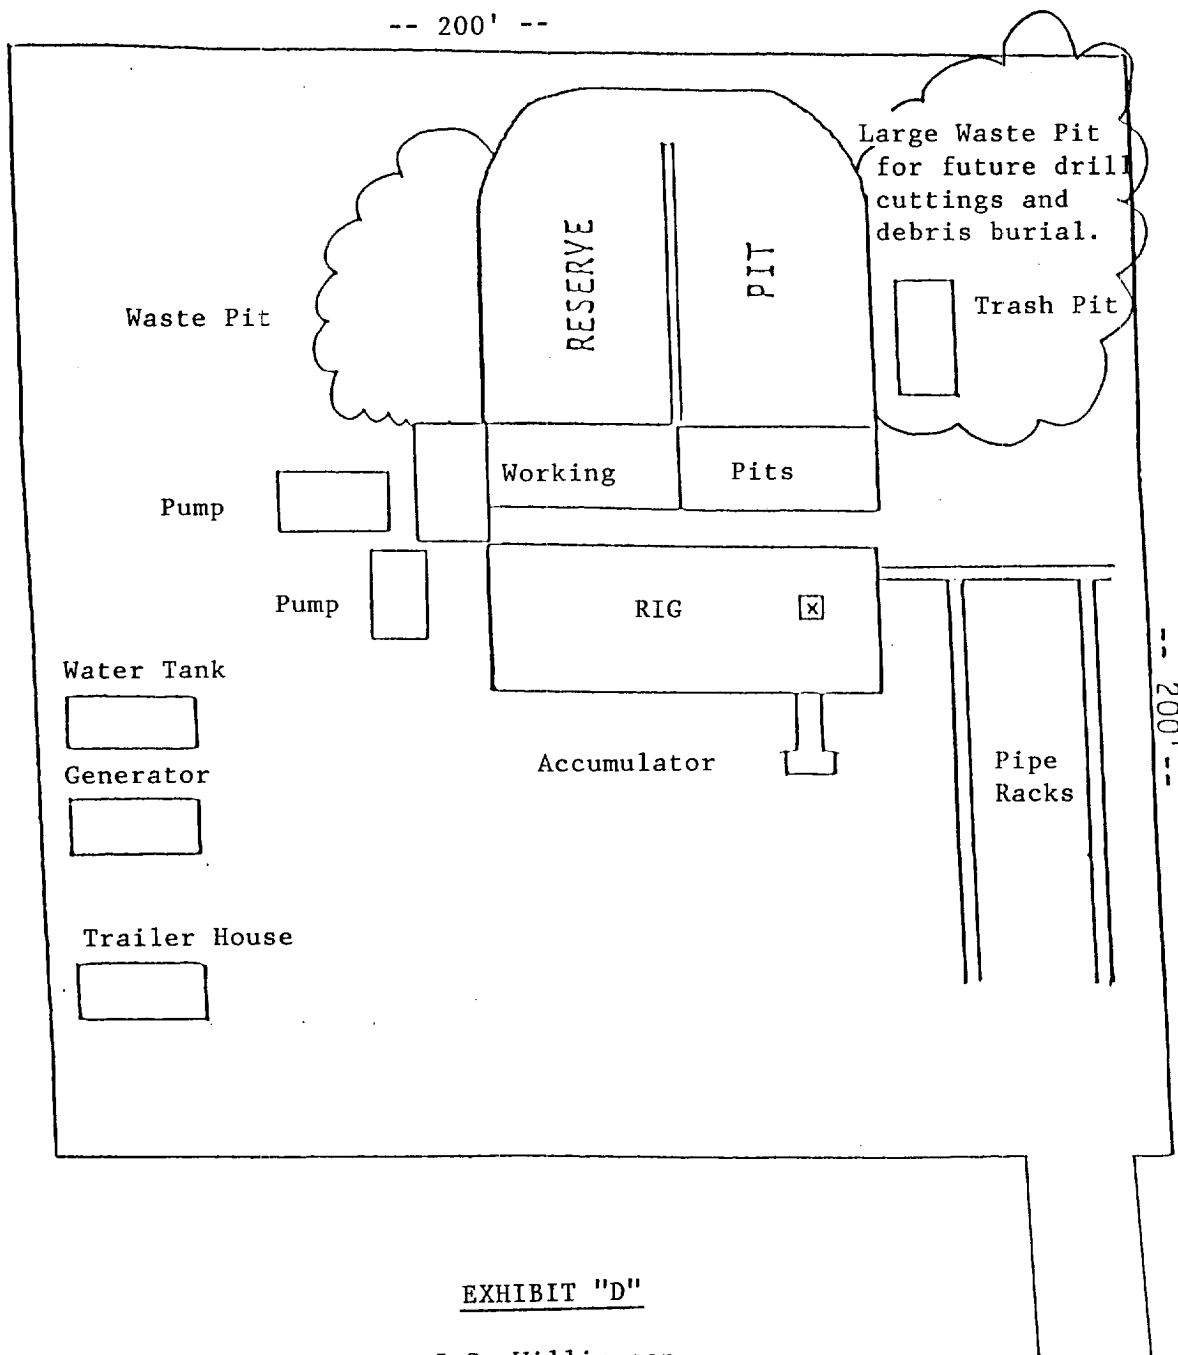 -- 200' --
Large Waste Pit
for future drill
cuttings and
debris burial.
RESERVE
PIT
Trash Pit
Waste Pit
Working
Pits
Pump
Pump
RIG
x
Water Tank
-- 200' --
Generator
Accumulator
Pipe
Racks
Trailer House
EXHIBIT "D"